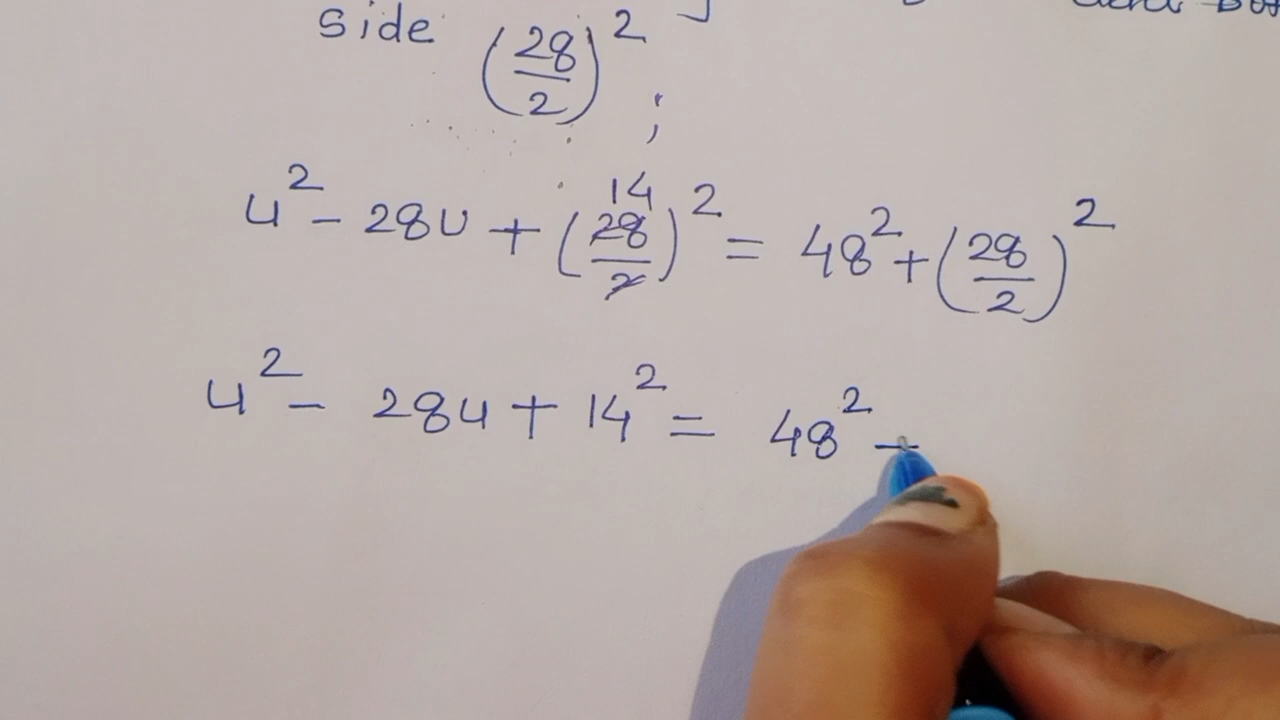 side (28/2)² ;
u² - 28u + (28/2)² 14 = 48² + (28/2)²
u² - 28u + 14² = 48² -